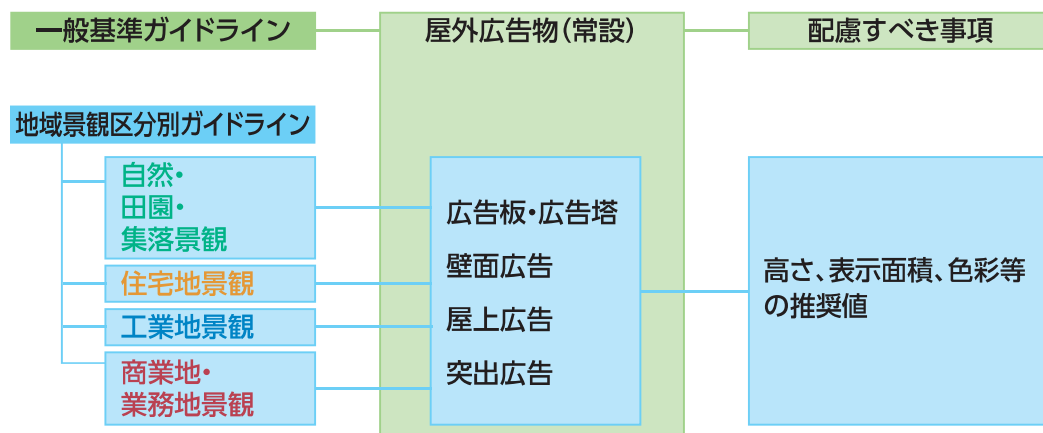 一般基準ガイドライン
屋外広告物(常設)
配慮すべき事項
地域景観区分別ガイドライン
自然・
田園・
集落景観
住宅地景観
工業地景観
商業地・
業務地景観
広告板・広告塔
壁面広告
屋上広告
突出広告
高さ、表示面積、色彩等
の推奨値